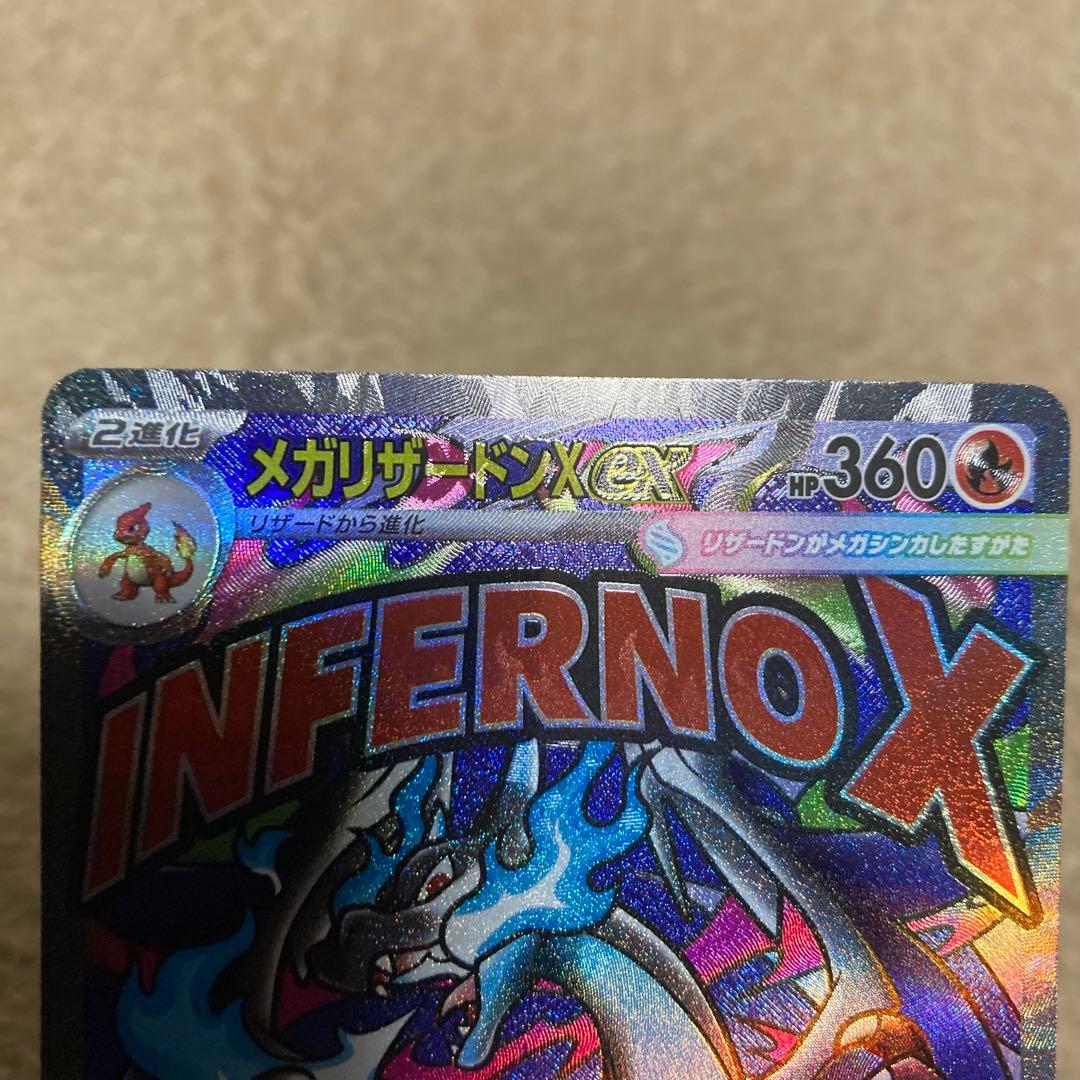 2進化
メガリザードンXex
HP360
リザードから進化
リザードンがメガシンカしたすがた
INFERNO X